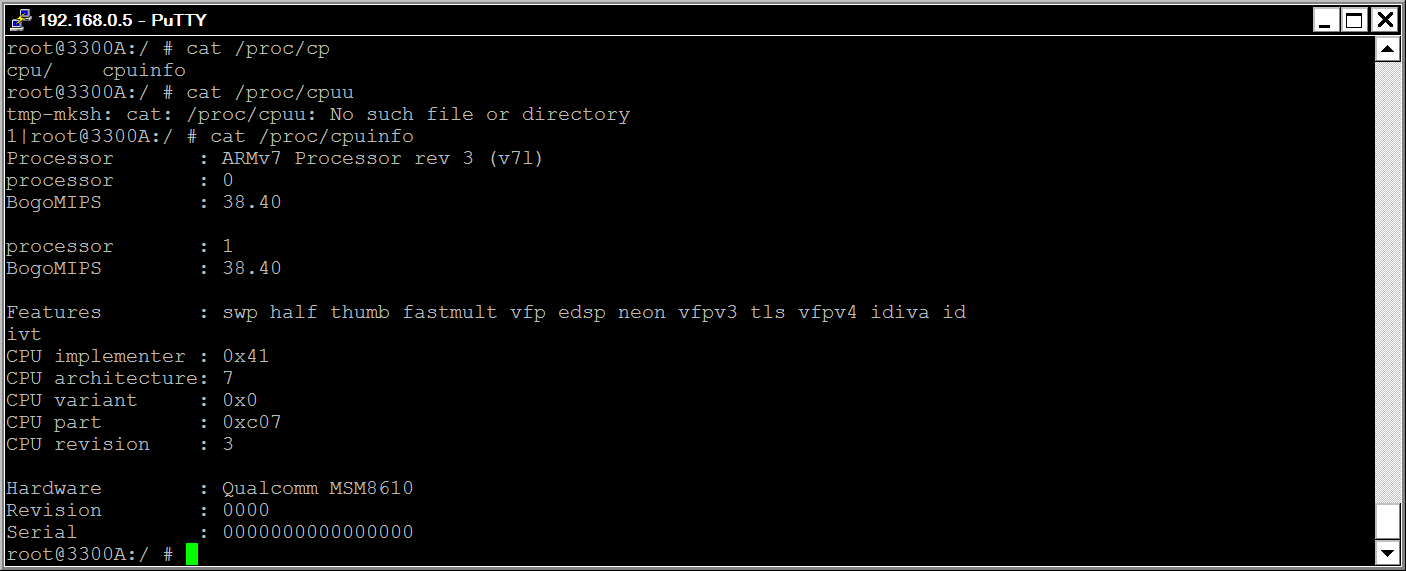 192.168.0.5 - PuTTY
root@3300A:/ # cat /proc/cp
cpu/    cpuinfo
root@3300A:/ # cat /proc/cpuu
tmp-mksh: cat: /proc/cpuu: No such file or directory
1|root@3300A:/ # cat /proc/cpuinfo
Processor       : ARMv7 Processor rev 3 (v7l)
processor       : 0
BogoMIPS        : 38.40

processor       : 1
BogoMIPS        : 38.40

Features        : swp half thumb fastmult vfp edsp neon vfpv3 tls vfpv4 idiva id
ivt
CPU implementer : 0x41
CPU architecture: 7
CPU variant     : 0x0
CPU part        : 0xc07
CPU revision    : 3

Hardware        : Qualcomm MSM8610
Revision        : 0000
Serial          : 0000000000000000
root@3300A:/ #